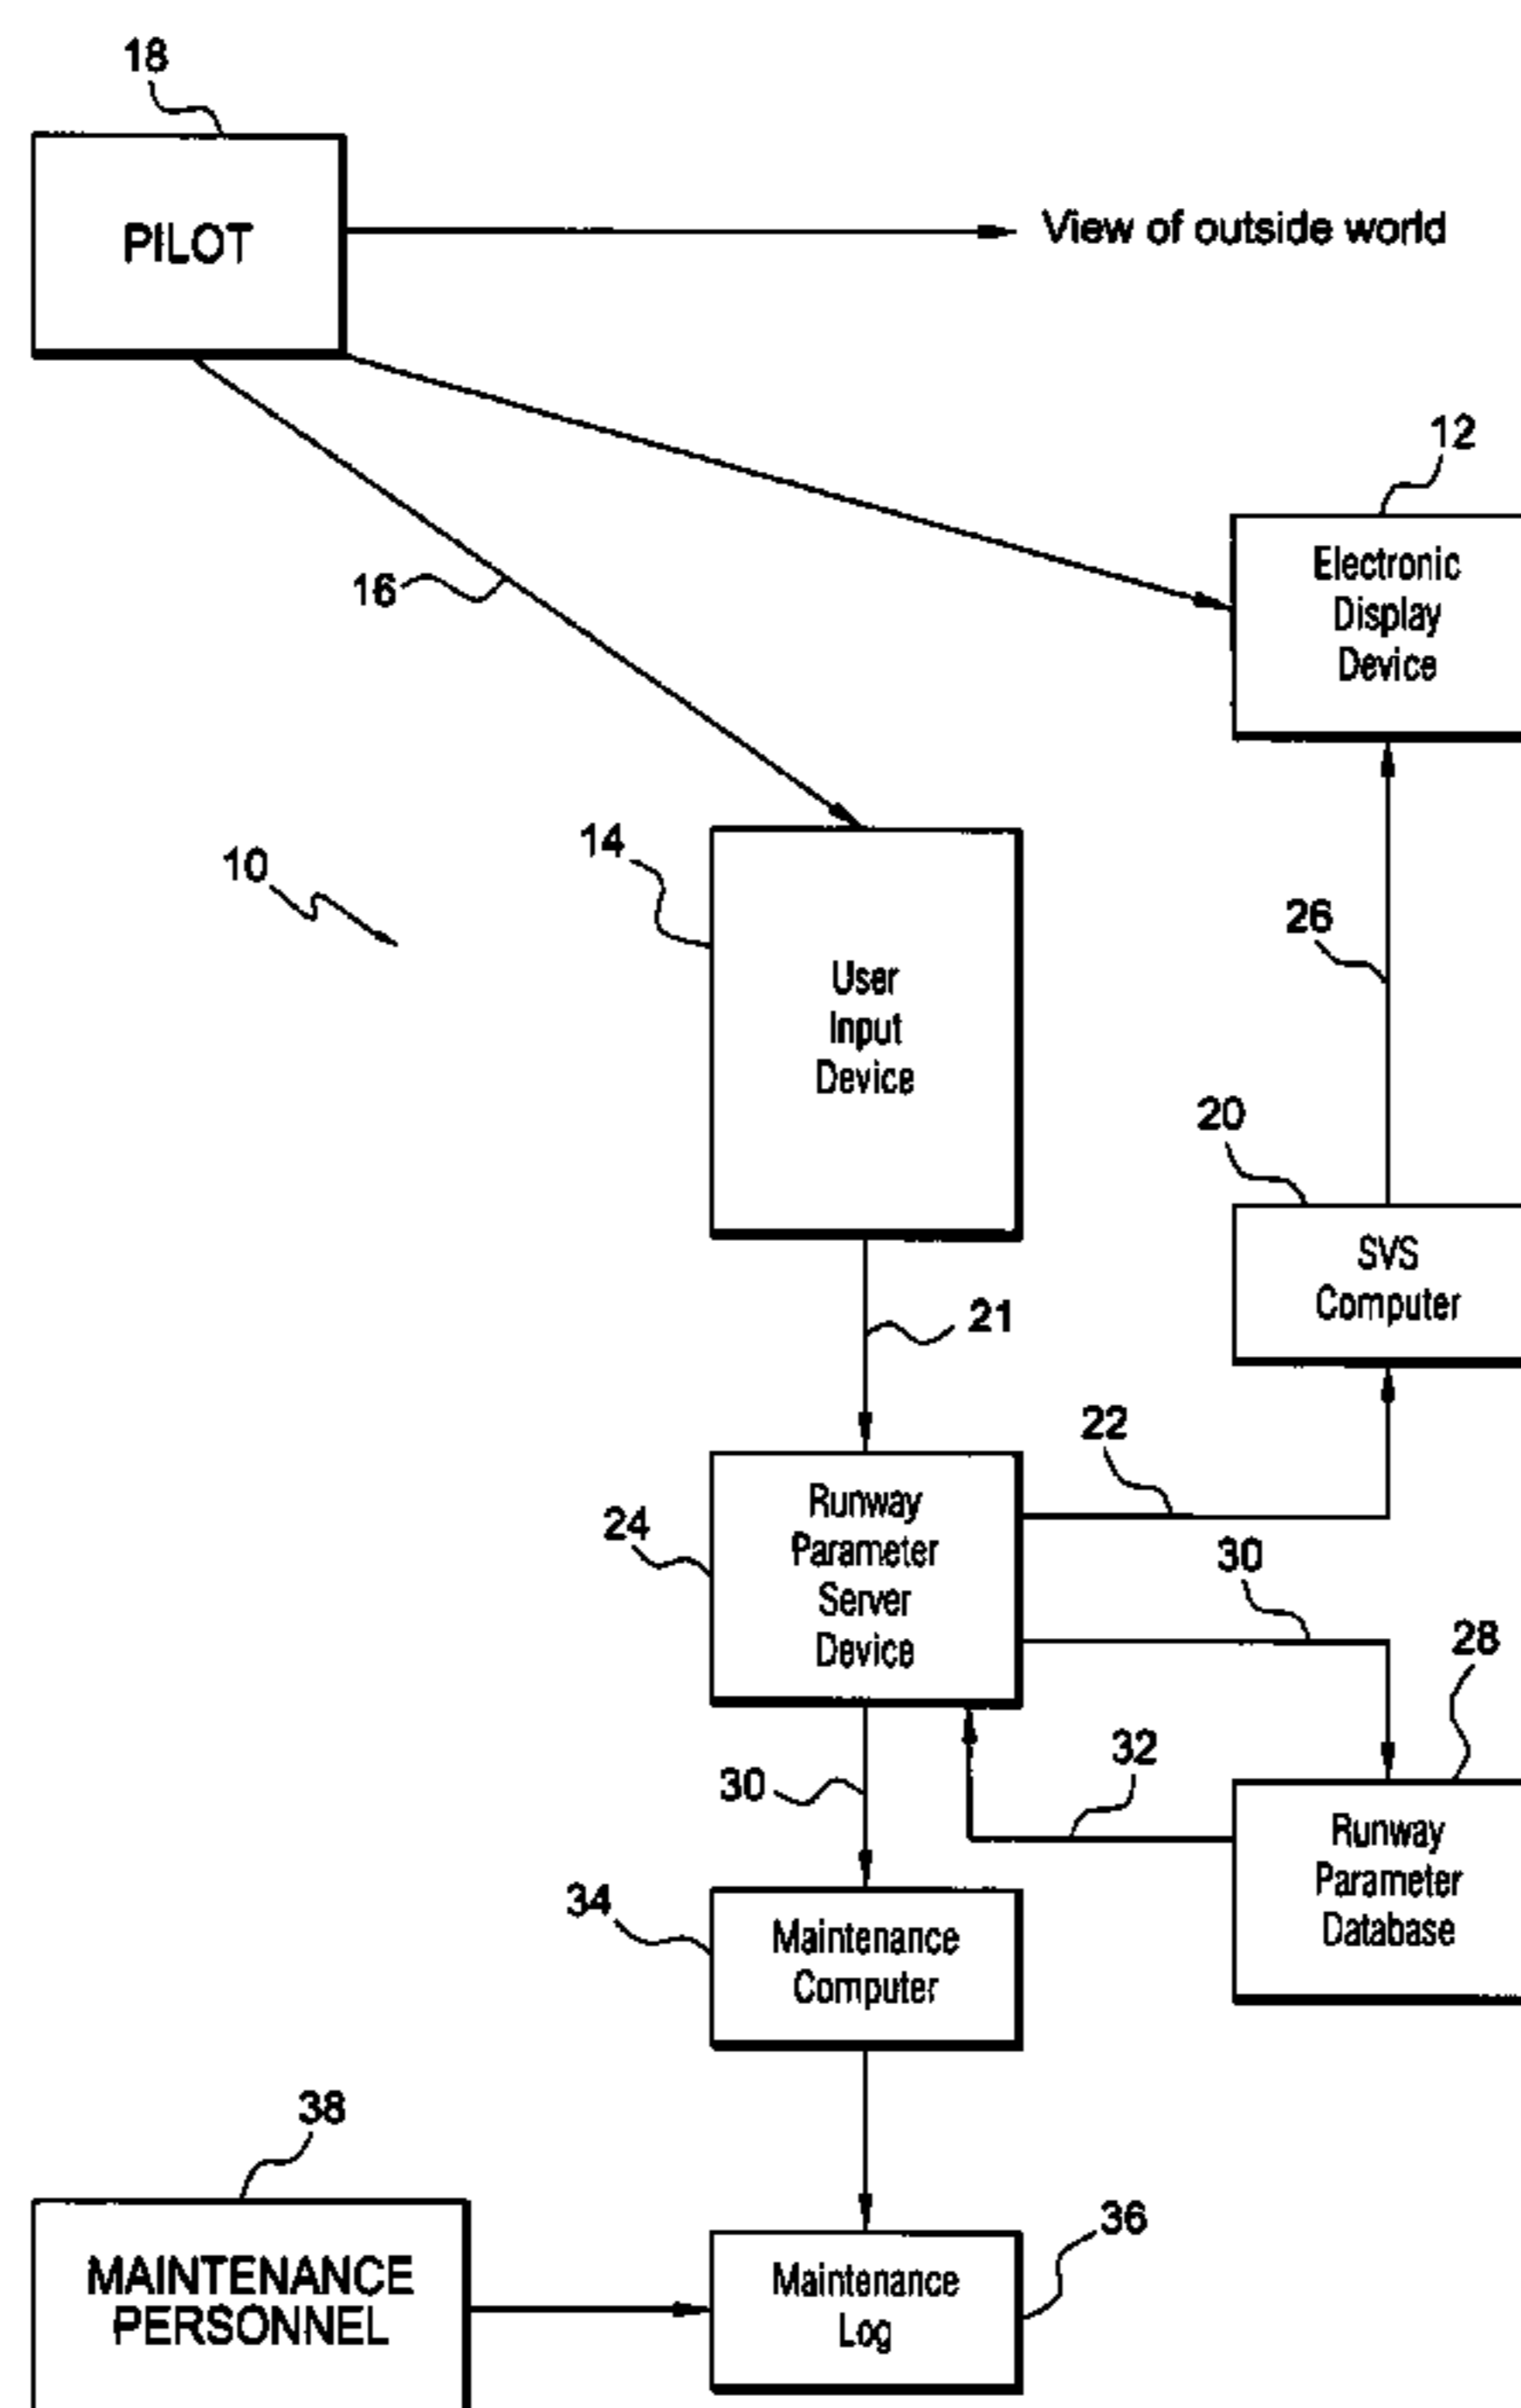 18
PILOT
View of outside world
12
Electronic
Display
Device
16
14
10
User
Input
Device
26
20
SVS
Computer
21
22
24
Runway
Parameter
Server
Device
30
28
32
30
Runway
Parameter
Database
34
Maintenance
Computer
38
36
MAINTENANCE
PERSONNEL
Maintenance
Log